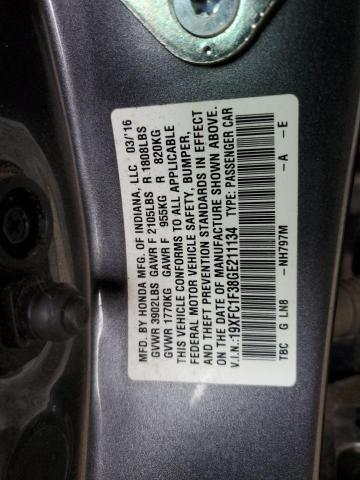 MFD. BY HONDA MFG. OF INDIANA, LLC 03/16
GVWR 3902LBS GAWR F 2105LBS R 1808LBS
GVWR 1770KG GAWR F 955KG R 820KG
THIS VEHICLE CONFORMS TO ALL APPLICABLE
FEDERAL MOTOR VEHICLE SAFETY, BUMPER,
AND THEFT PREVENTION STANDARDS IN EFFECT
ON THE DATE OF MANUFACTURE SHOWN ABOVE.
V.I.N.:19XFC1F38GE211134 TYPE: PASSENGER CAR
TBC G LN8 -NH797M -A -E